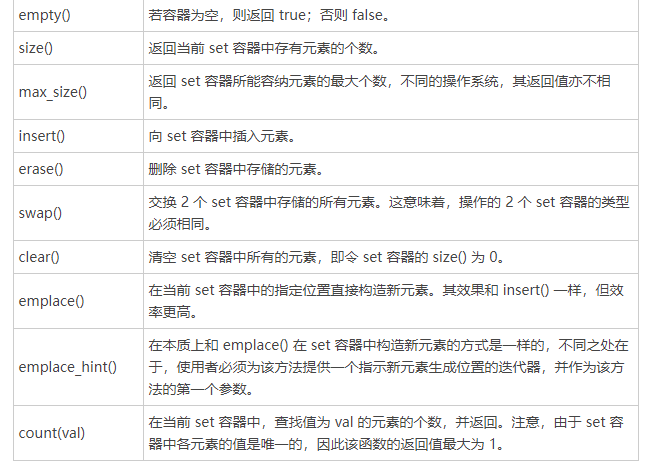 empty()
若容器为空，则返回 true；否则 false。
size()
返回当前 set 容器中存有元素的个数。
max_size()
返回 set 容器所能容纳元素的最大个数，不同的操作系统，其返回值亦不相
同。
insert()
向 set 容器中插入元素。
erase()
删除 set 容器中存储的元素。
swap()
交换 2 个 set 容器中存储的所有元素。这意味着，操作的 2 个 set 容器的类型
必须相同。
clear()
清空 set 容器中所有的元素，即令 set 容器的 size() 为 0。
emplace()
在当前 set 容器中的指定位置直接构造新元素。其效果和 insert() 一样，但效
率更高。
emplace_hint()
在本质上和 emplace() 在 set 容器中构造新元素的方式是一样的，不同之处在
于，使用者必须为该方法提供一个指示新元素生成位置的迭代器，并作为该方
法的第一个参数。
count(val)
在当前 set 容器中，查找值为 val 的元素的个数，并返回。注意，由于 set 容
器中各元素的值是唯一的，因此该函数的返回值最大为 1。